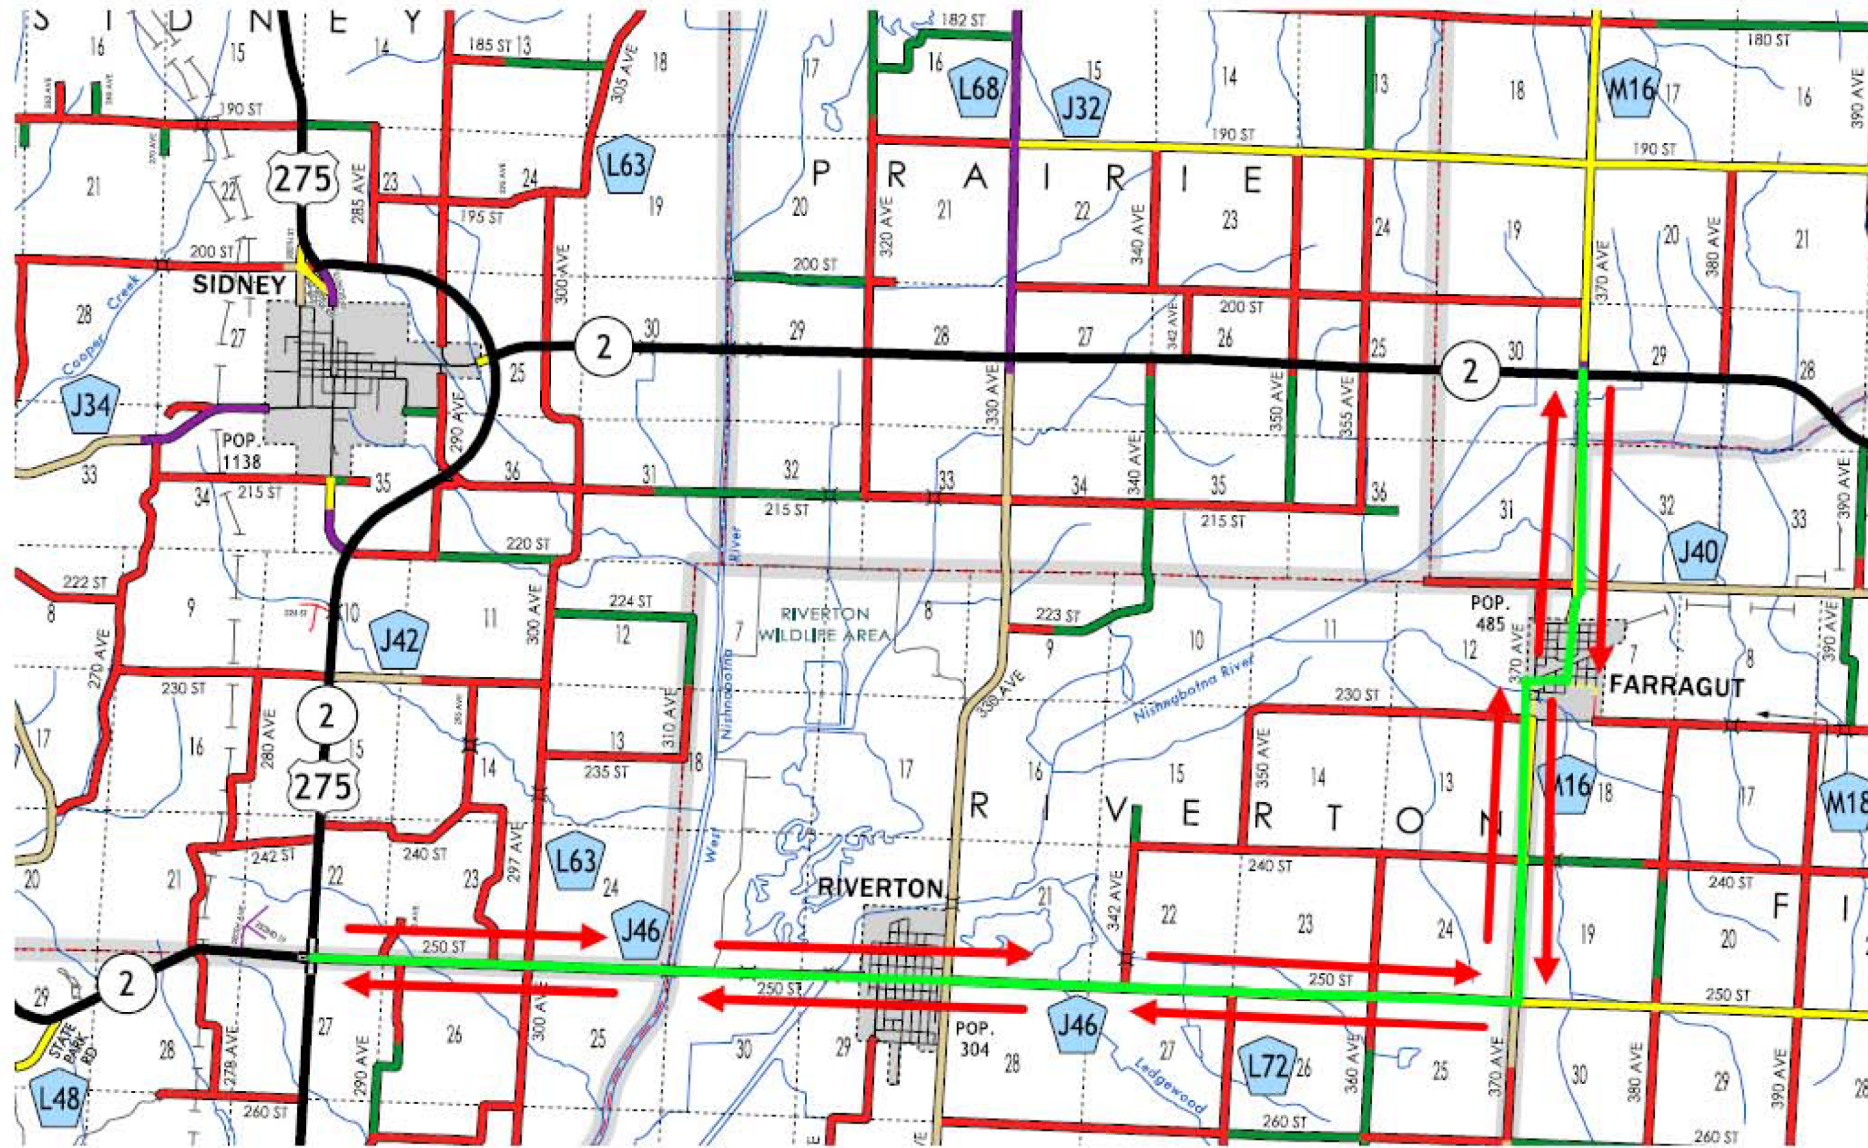 S I D N E Y
16
15
14
185 ST
13
18
305 AVE
17
182 ST
16
L68
15
J32
14
13
18
M16
17
180 ST
16
390 AVE
190 ST
275
285 AVE
23
24
195 ST
L63
19
P R A I R I E
190 ST
190 ST
21
22
20
320 AVE
21
22
340 AVE
23
24
19
370 AVE
20
380 AVE
21
200 ST
SIDNEY
Cooper Creek
28
27
300 AVE
200 ST
200 ST
2
30
29
28
27
342 AVE
26
25
2
30
29
28
25
J34
POP.
1138
290 AVE
330 AVE
340 AVE
350 AVE
355 AVE
33
34
215 ST
35
36
31
32
33
34
35
36
31
32
33
390 AVE
215 ST
215 ST
J40
220 ST
River
222 ST
8
9
10
J42
11
300 AVE
224 ST
12
7
RIVERTON
WILDLIFE AREA
8
223 ST
9
10
11
POP.
485
12
370 AVE
7
8
390 AVE
270 AVE
230 ST
2
310 AVE
Nishnabotna
330 AVE
Nishnabotna River
230 ST
FARRAGUT
17
16
280 AVE
15
275
14
13
235 ST
18
17
16
15
350 AVE
14
13
M16
18
17
M18
R I V E R T O N
242 ST
240 ST
297 AVE
L63
West
240 ST
240 ST
20
21
22
23
24
RIVERTON
21
342 AVE
22
23
24
19
20
F I
J46
250 ST
250 ST
250 ST
250 ST
2
29
STATE
PARK
RD
L48
28
278 AVE
27
290 AVE
26
300 AVE
25
30
29
POP.
304
28
J46
27
Ledgewood
L72
26
360 AVE
25
370 AVE
30
380 AVE
29
390 AVE
28
260 ST
260 ST
260 ST